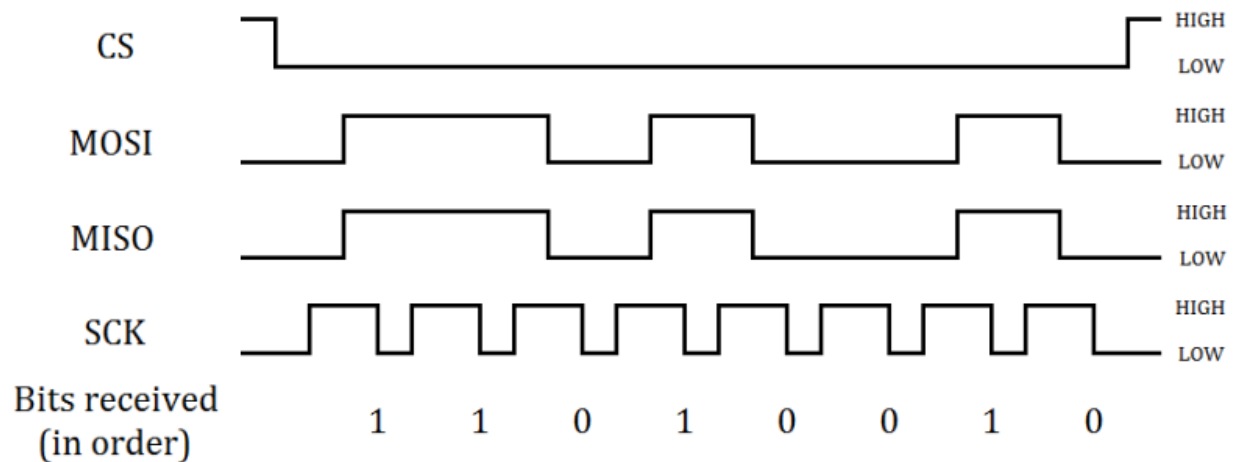 CS
HIGH
LOW
MOSI
HIGH
LOW
MISO
HIGH
LOW
SCK
HIGH
LOW
Bits received
(in order)
1 1 0 1 0 0 1 0